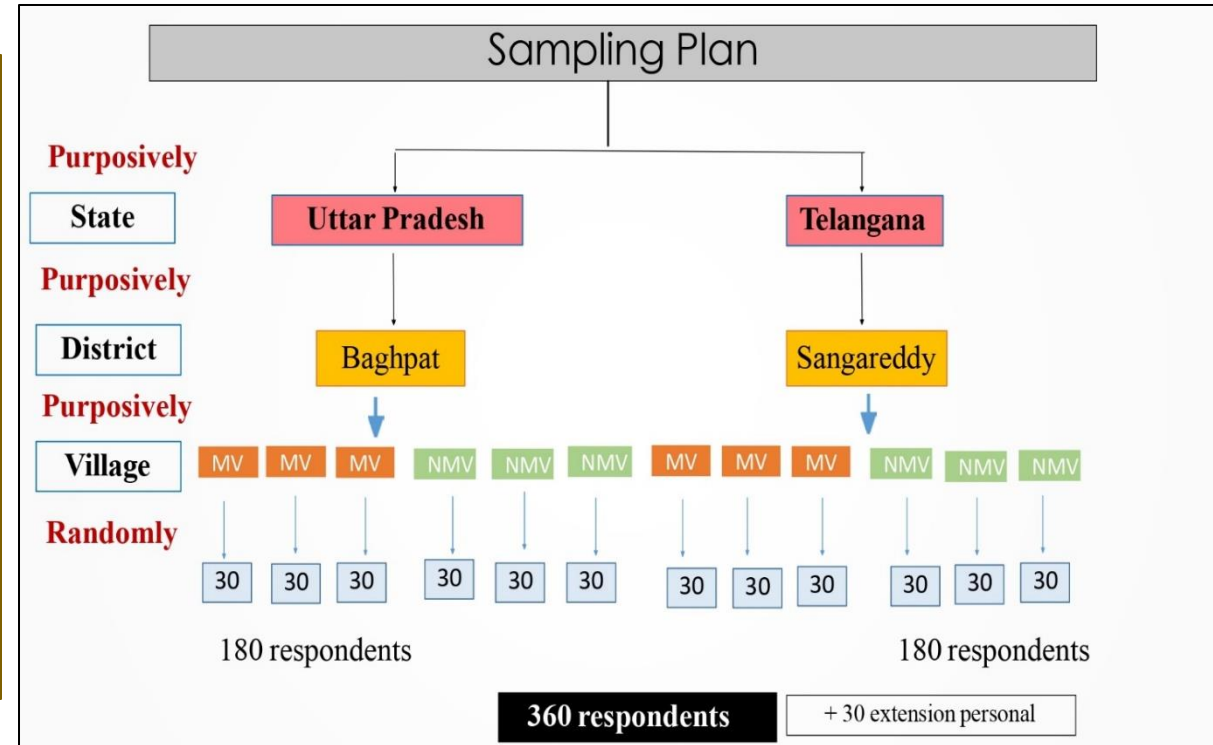 Sampling Plan
Purposively
State Uttar Pradesh Telangana
Purposively
District Baghpat Sangareddy
Purposively
Village MV MV MV NMV NMV NMV MV MV MV NMV NMV NMV
Randomly
30 30 30 30 30 30 30 30 30 30 30 30
180 respondents 180 respondents
360 respondents + 30 extension personal